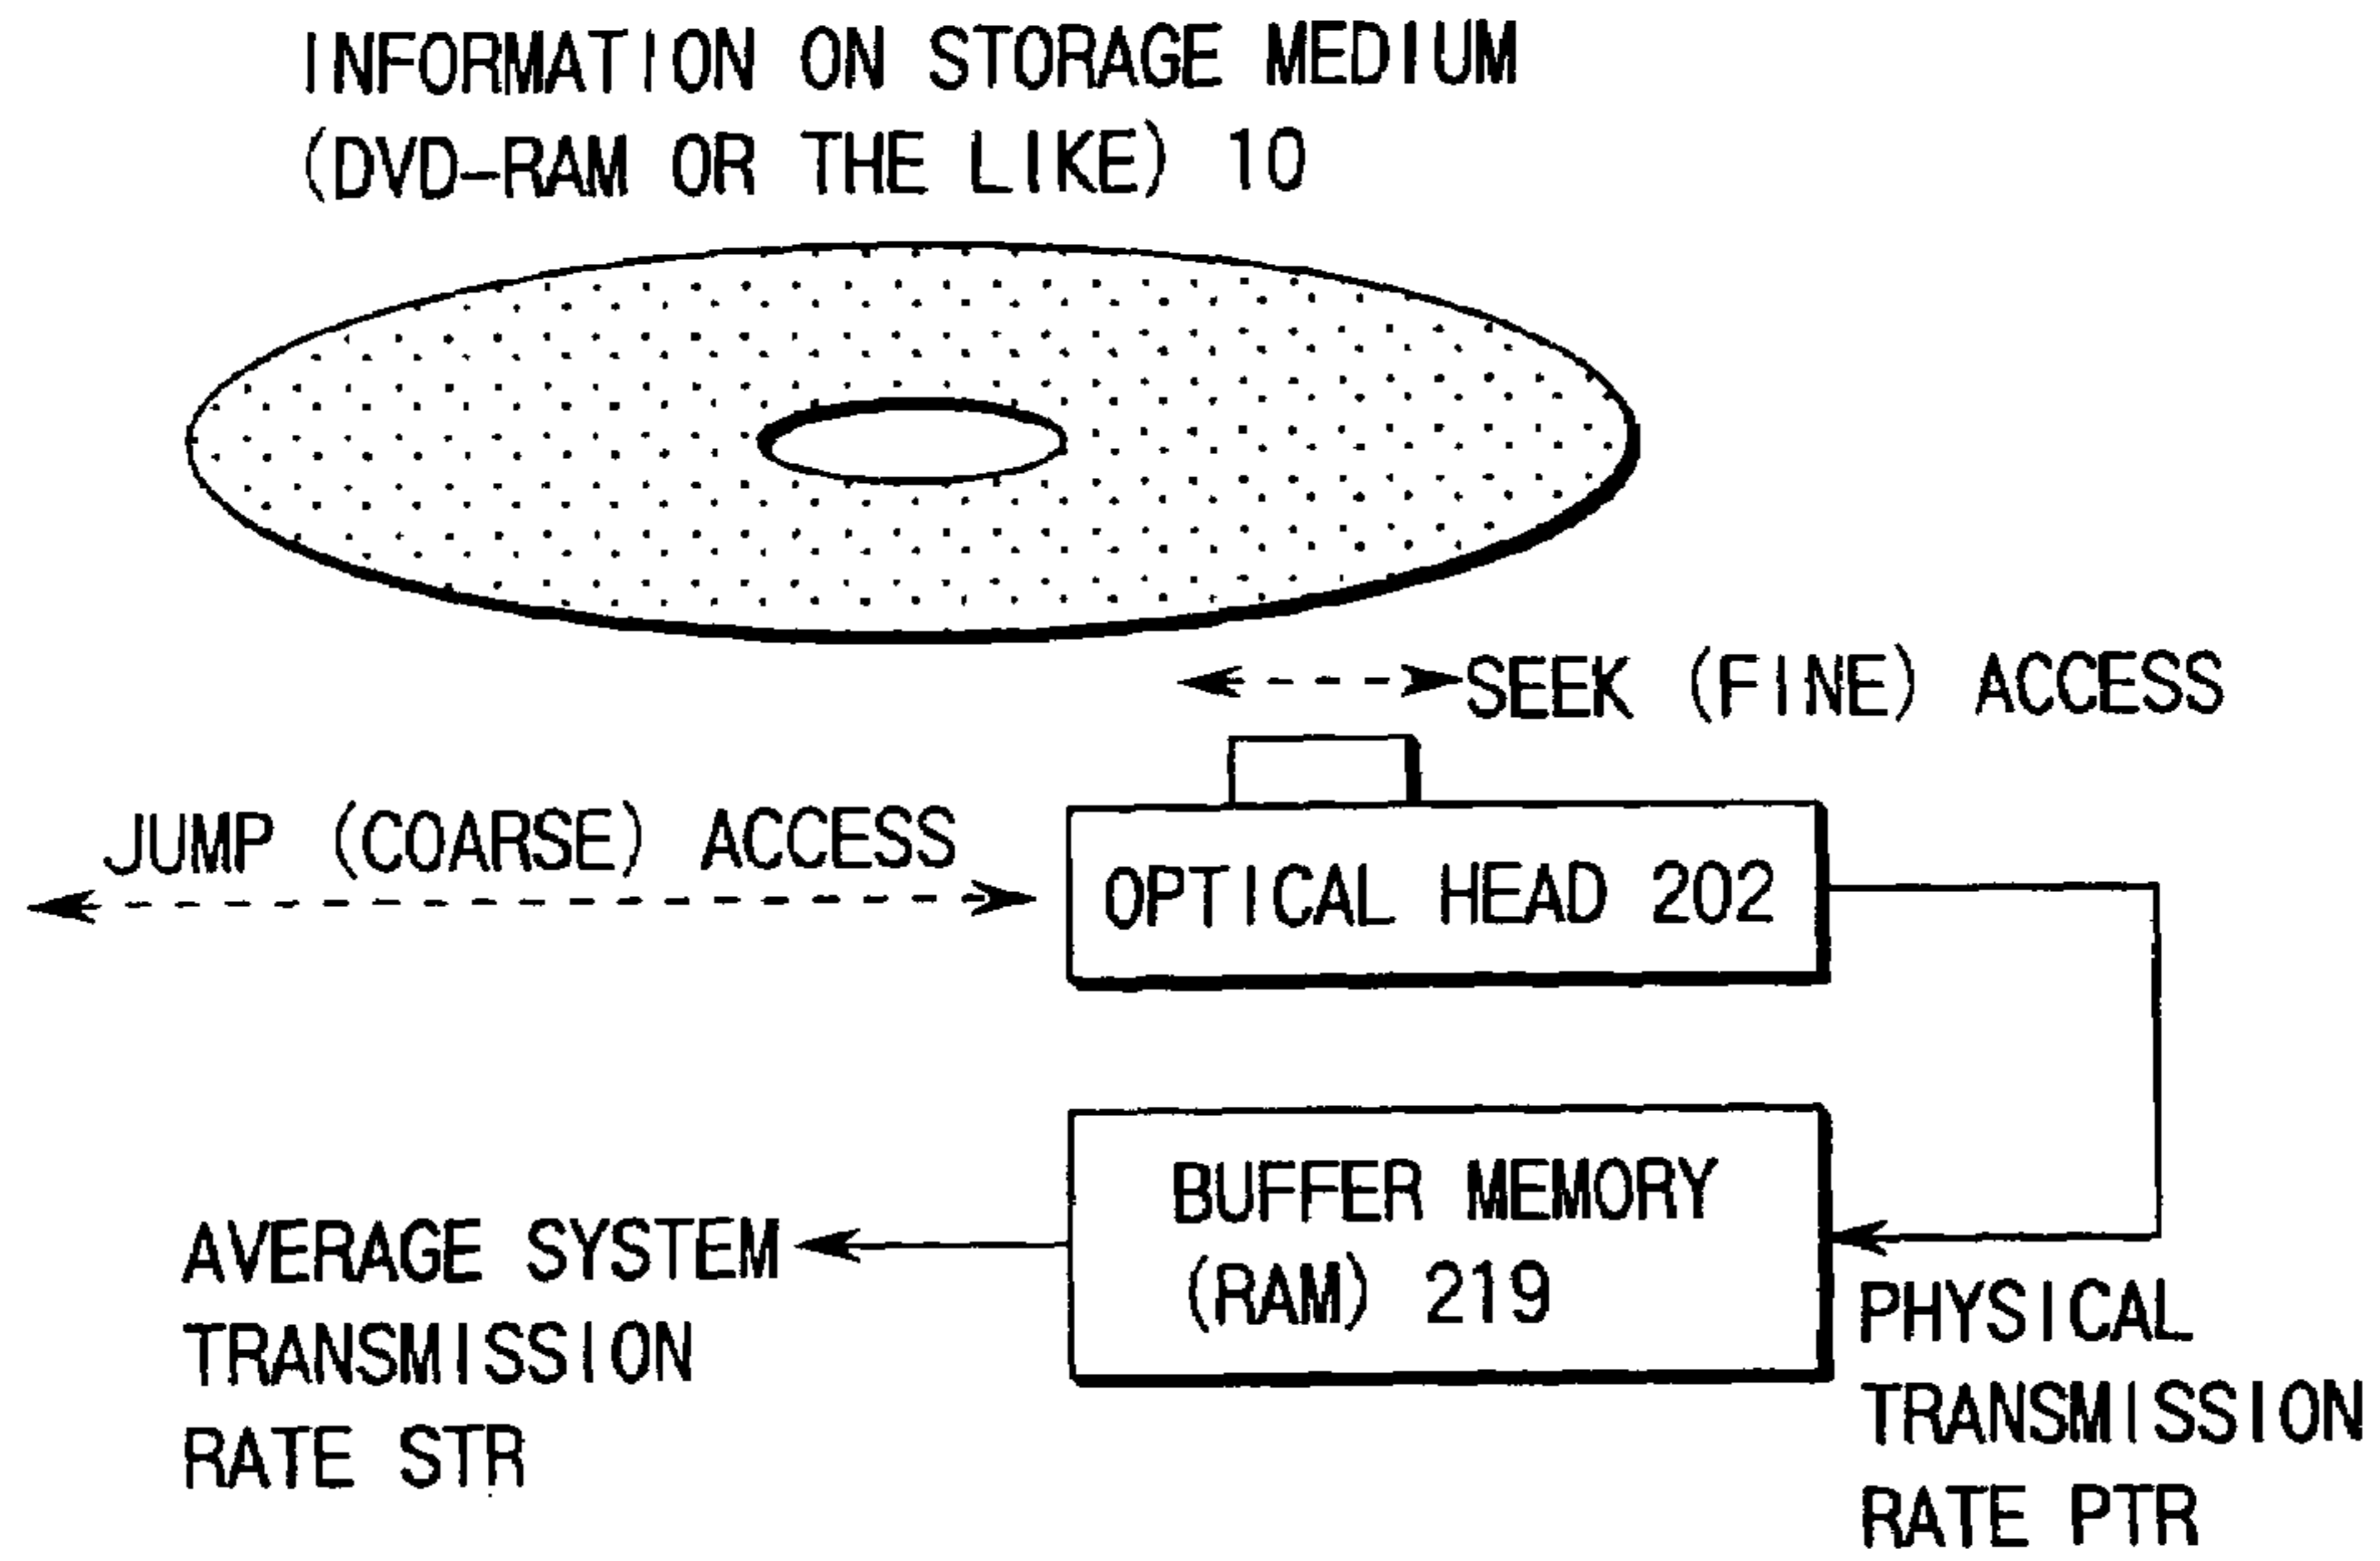 INFORMATION ON STORAGE MEDIUM
(DVD-RAM OR THE LIKE) 10
SEEK (FINE) ACCESS
JUMP (COARSE) ACCESS
OPTICAL HEAD 202
BUFFER MEMORY
(RAM) 219
AVERAGE SYSTEM
TRANSMISSION
RATE STR
PHYSICAL
TRANSMISSION
RATE PTR